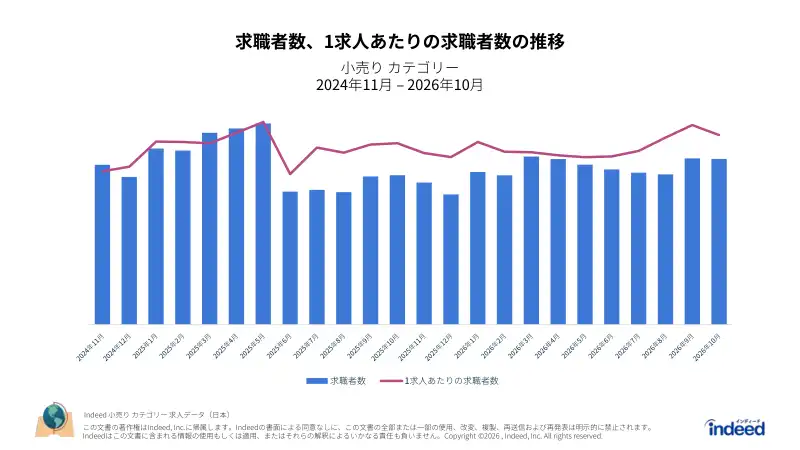 求職者数、1求人あたりの求職者数の推移
小売り カテゴリー
2024年11月 – 2026年10月
2024年11月
2024年12月
2025年1月
2025年2月
2025年3月
2025年4月
2025年5月
2025年6月
2025年7月
2025年8月
2025年9月
2025年10月
2025年11月
2025年12月
2026年1月
2026年2月
2026年3月
2026年4月
2026年5月
2026年6月
2026年7月
2026年8月
2026年9月
2026年10月
求職者数
1求人あたりの求職者数
Indeed 小売り カテゴリー 求人データ（日本）
この文書の著作権はIndeed, Inc.に帰属します。Indeedの書面による同意なしに、この文書の全部または一部の使用、改変、複製、再送信および再発表は明示的に禁止されます。
Indeedはこの文書に含まれる情報の使用もしくは適用、またはそれらの解釈によるいかなる責任も負いません。Copyright ©2026 , Indeed, Inc. All rights reserved.
インディード
indeed